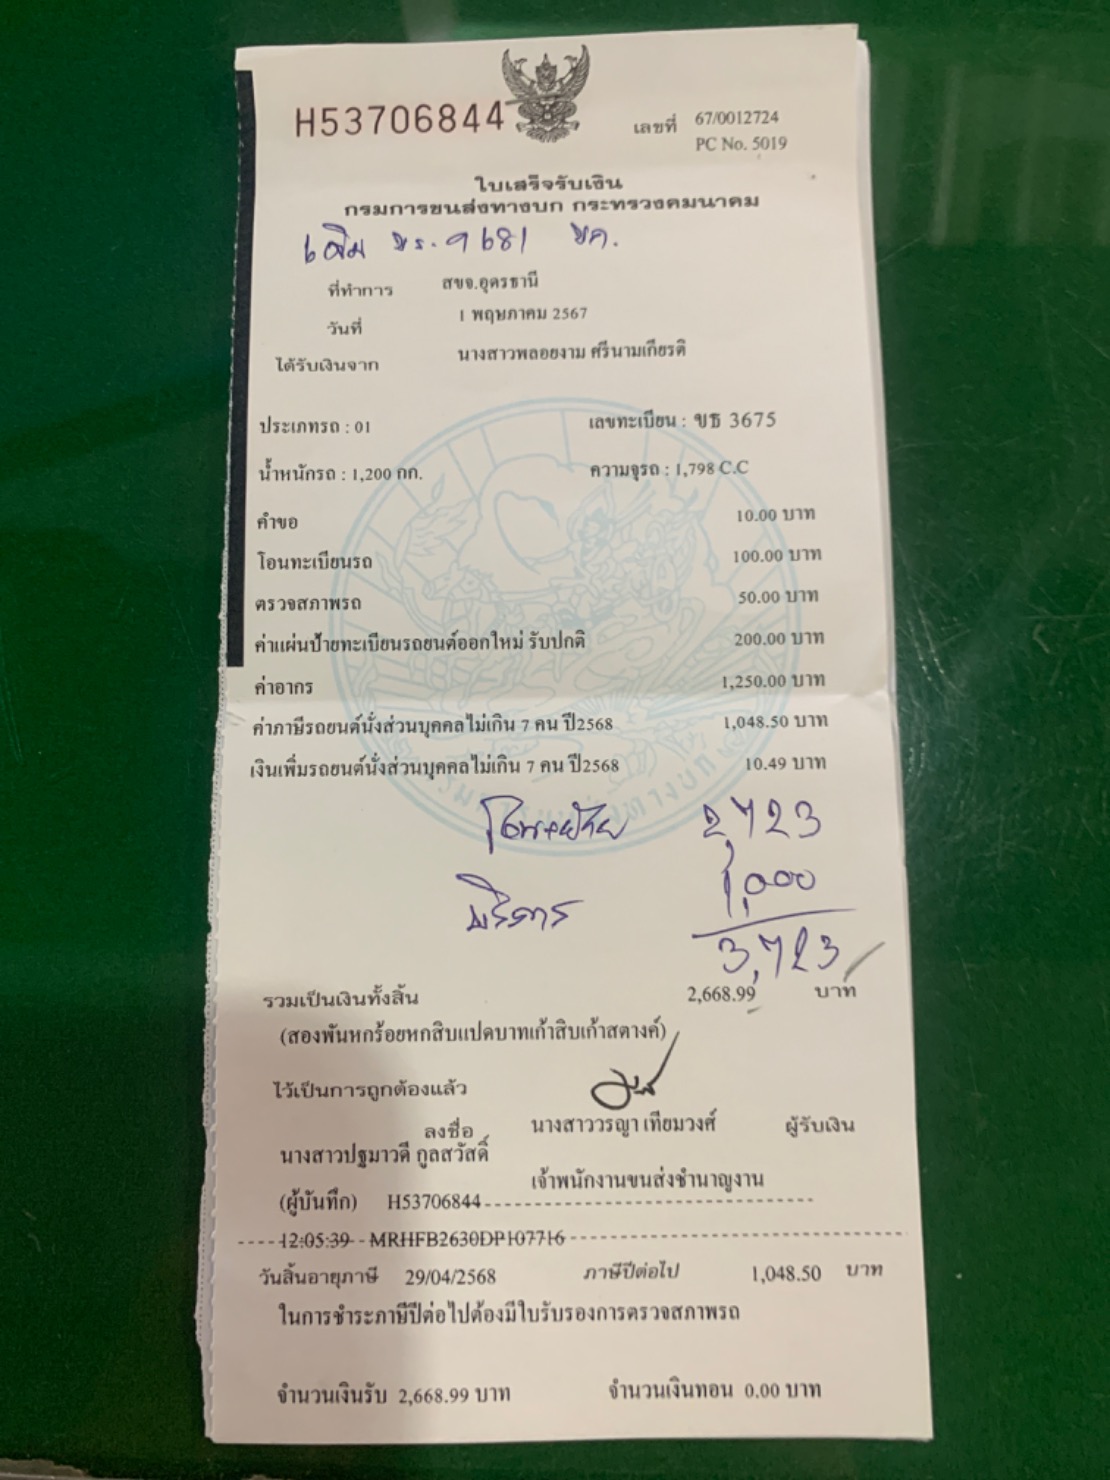 H53706844
เลขที่ 67/0012724
PC No. 5019
ใบเสร็จรับเงิน
กรมการขนส่งทางบก กระทรวงคมนาคม
เดิม ขร. 9681 ขค.
ที่ทำการ สขจ.อุดรธานี
วันที่ 1 พฤษภาคม 2567
ได้รับเงินจาก นางสาวพลอยงาม ศรีนามเกียรติ
ประเภทรถ : 01 เลขทะเบียน : ขธ 3675
น้ำหนักรถ : 1,200 กก. ความจุรถ : 1,798 C.C
คำขอ 10.00 บาท
โอนทะเบียนรถ 100.00 บาท
ตรวจสภาพรถ 50.00 บาท
ค่าแผ่นป้ายทะเบียนรถยนต์ออกใหม่ รับปกติ 200.00 บาท
ค่าอากร 1,250.00 บาท
ค่าภาษีรถยนต์นั่งส่วนบุคคลไม่เกิน 7 คน ปี2568 1,048.50 บาท
เงินเพิ่มรถยนต์นั่งส่วนบุคคลไม่เกิน 7 คน ปี2568 10.49 บาท
2,723
บริการ 1,000
3,723
รวมเป็นเงินทั้งสิ้น 2,668.99 บาท
(สองพันหกร้อยหกสิบแปดบาทเก้าสิบเก้าสตางค์)
ไว้เป็นการถูกต้องแล้ว
ลงชื่อ นางสาววรญา เทียมวงศ์ ผู้รับเงิน
นางสาวปฐมาวดี กูลสวัสดิ์
เจ้าพนักงานขนส่งชำนาญงาน
(ผู้บันทึก) H53706844
12:05:39 MRHFB2630DP107716
วันสิ้นอายุภาษี 29/04/2568 ภาษีปีต่อไป 1,048.50 บาท
ในการชำระภาษีปีต่อไปต้องมีใบรับรองการตรวจสภาพรถ
จำนวนเงินรับ 2,668.99 บาท จำนวนเงินทอน 0.00 บาท